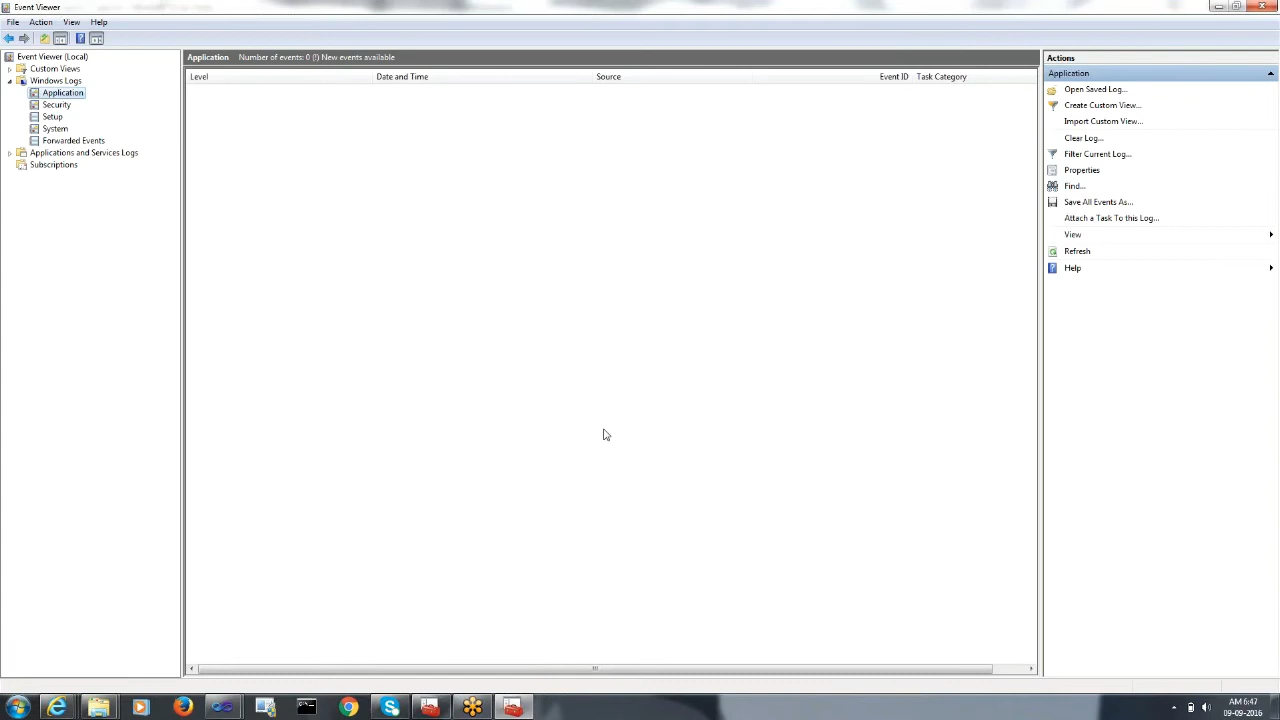 Event Viewer
File Action View Help
Event Viewer (Local)
Custom Views
Windows Logs
Application
Security
Setup
System
Forwarded Events
Applications and Services Logs
Subscriptions
Application Number of events: 0 (!) New events available
Level Date and Time Source Event ID Task Category
Actions
Application
Open Saved Log...
Create Custom View...
Import Custom View...
Clear Log...
Filter Current Log...
Properties
Find...
Save All Events As...
Attach a Task To this Log...
View
Refresh
Help
AM 6:47
09-09-2016